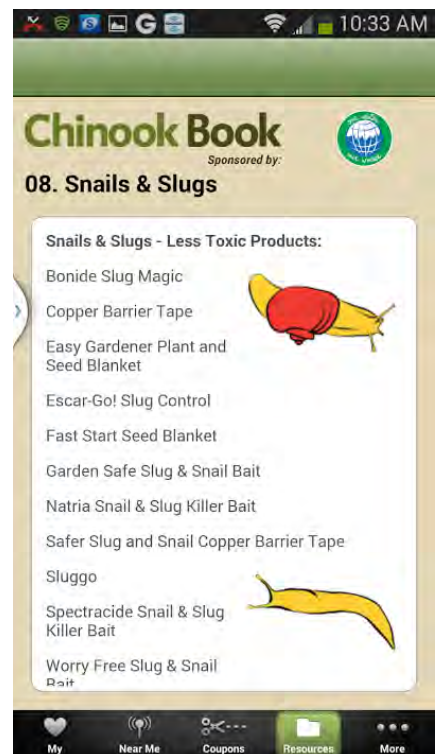 10:33 AM
Chinook Book
Sponsored by:
08. Snails & Slugs
Snails & Slugs - Less Toxic Products:
Bonide Slug Magic
Copper Barrier Tape
Easy Gardener Plant and
Seed Blanket
Escar-Go! Slug Control
Fast Start Seed Blanket
Garden Safe Slug & Snail Bait
Natria Snail & Slug Killer Bait
Safer Slug and Snail Copper Barrier Tape
Sluggo
Spectracide Snail & Slug
Killer Bait
Worry Free Slug & Snail
Bait
My Near Me Coupons Resources More